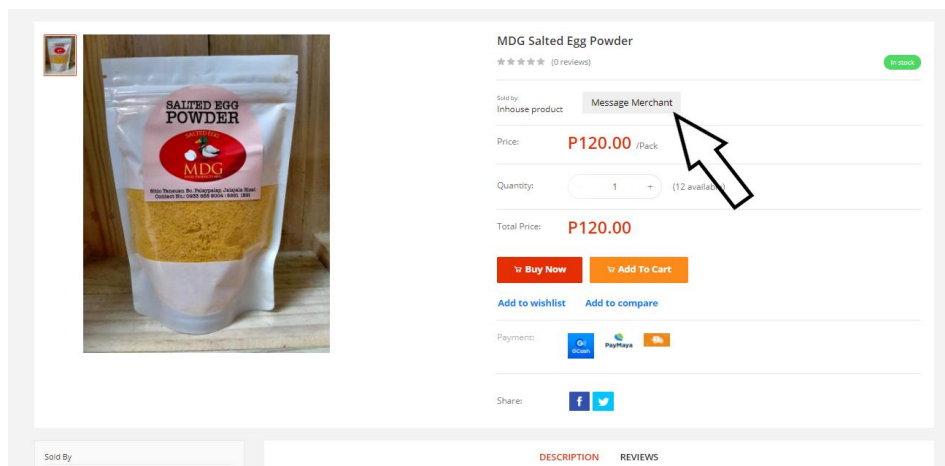 MDG Salted Egg Powder
(0 reviews)
In stock
Sold by:
Inhouse product
Message Merchant
Price: P120.00 /Pack
Quantity: - 1 + (12 available)
Total Price: P120.00
Buy Now
Add To Cart
Add to wishlist Add to compare
Payment:
GCash
PayMaya
Share:
Sold By
DESCRIPTION REVIEWS
SALTED EGG
POWDER
SALTED EGG
MDG